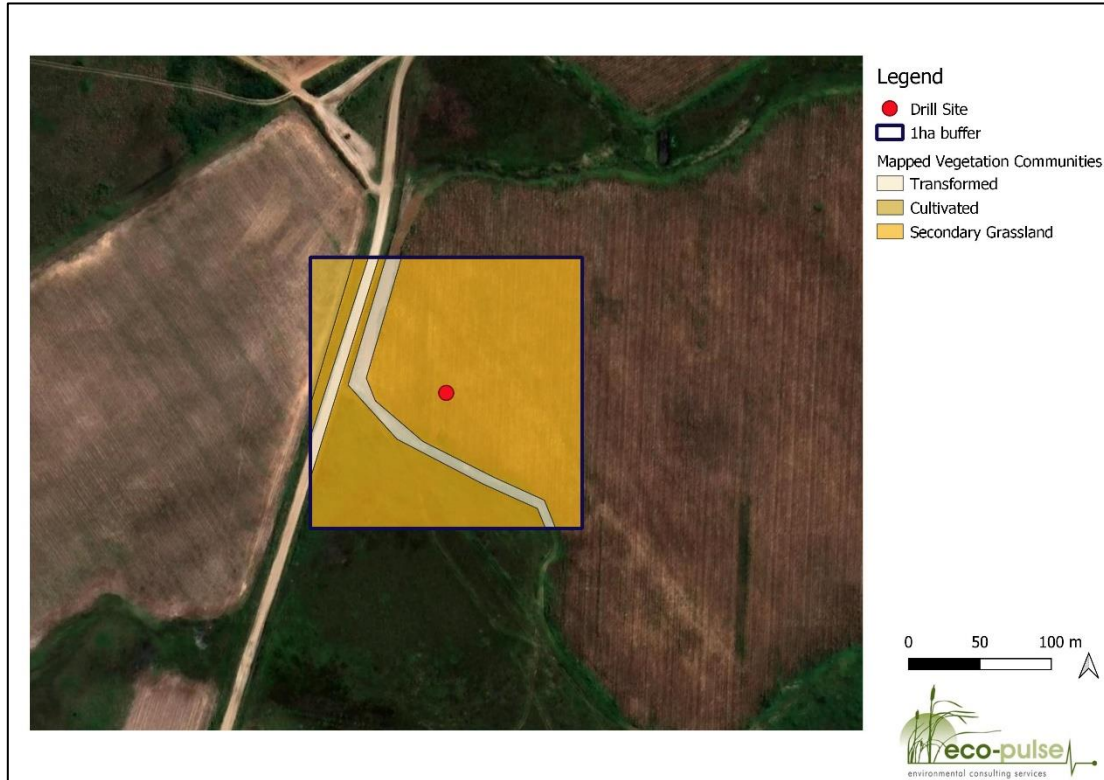 Legend
Drill Site
1ha buffer
Mapped Vegetation Communities
Transformed
Cultivated
Secondary Grassland
0 50 100 m
eco-pulse
environmental consulting services